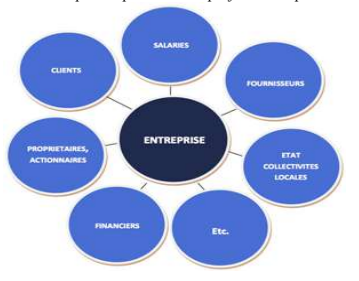 SALARIES
CLIENTS
FOURNISSEURS
ENTREPRISE
PROPRIETAIRES,
ACTIONNAIRES
ETAT
COLLECTIVITES
LOCALES
FINANCIERS
Etc.